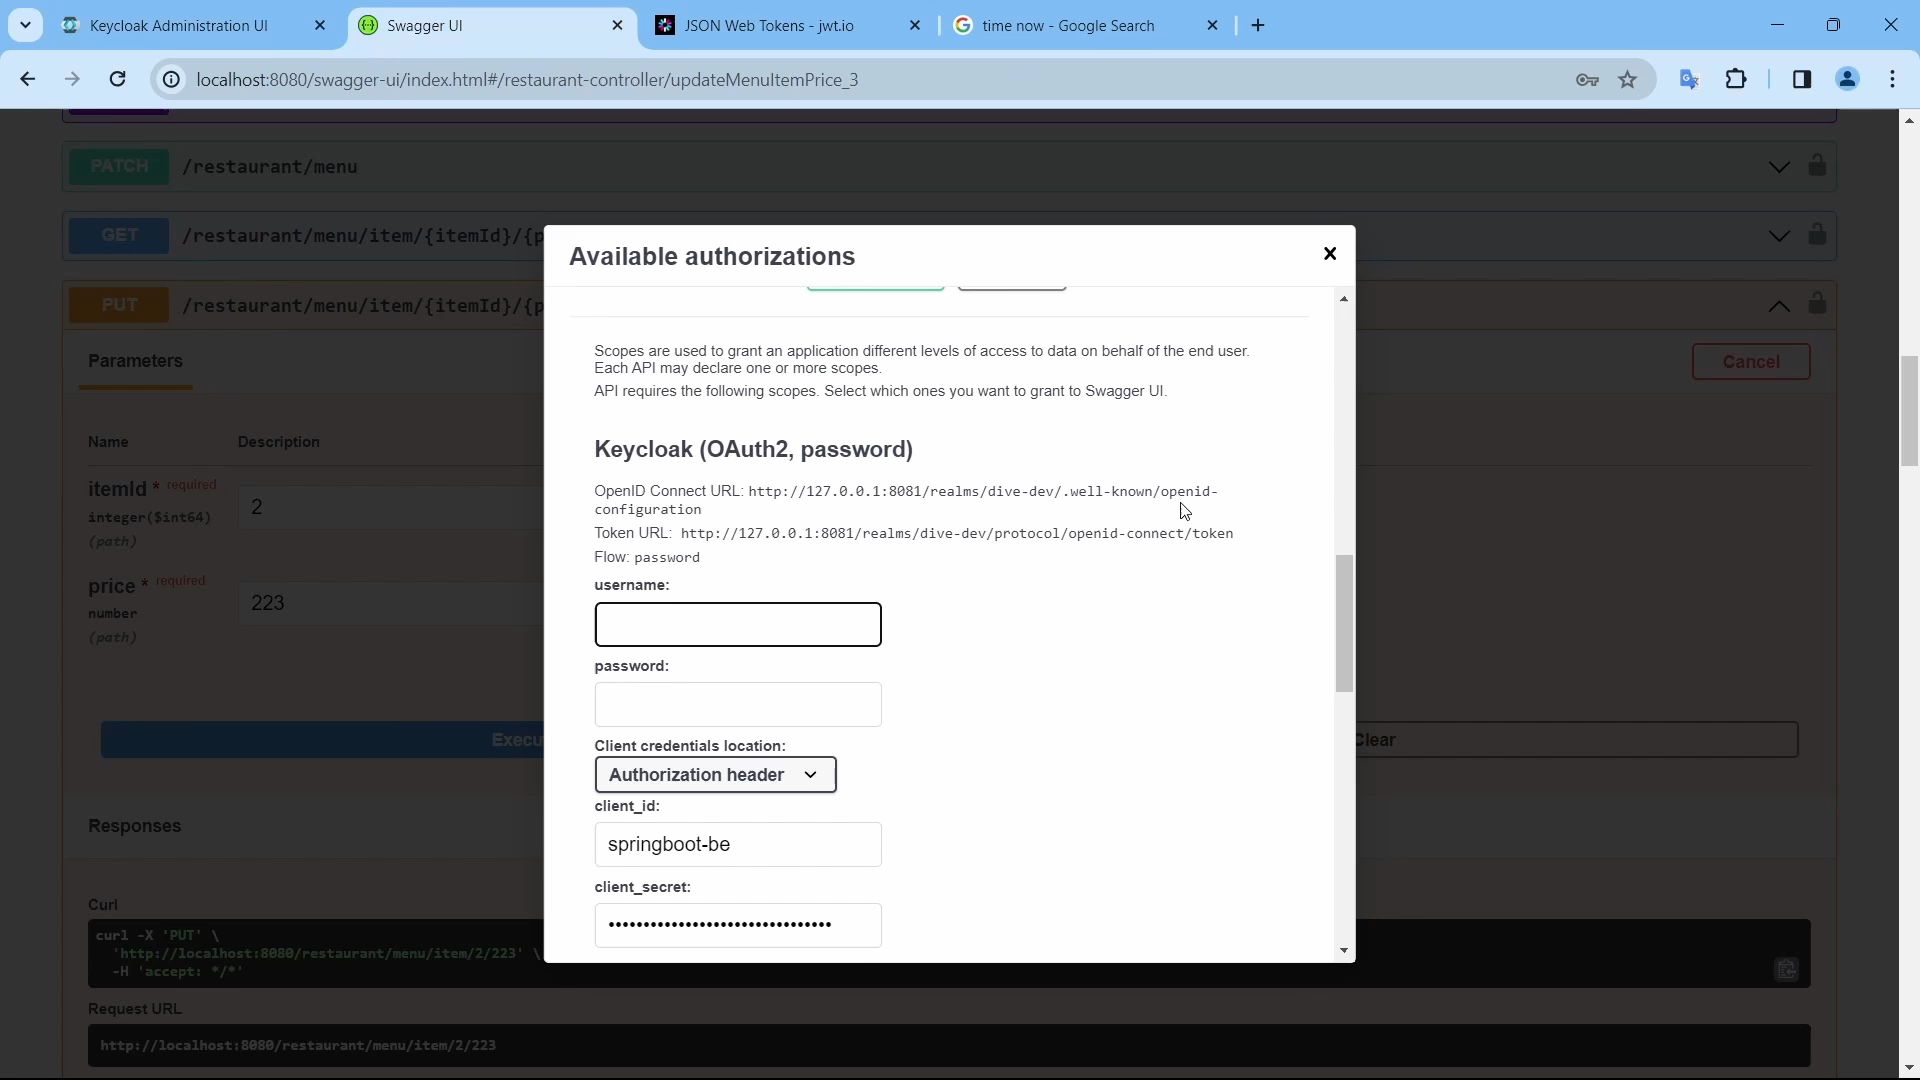 Keycloak Administration UI
Swagger UI
JSON Web Tokens - jwt.io
time now - Google Search
localhost:8080/swagger-ui/index.html#/restaurant-controller/updateMenuItemPrice_3
PATCH /restaurant/menu
GET /restaurant/menu/item/{itemId}/{p
PUT /restaurant/menu/item/{itemId}/{p
Parameters
Cancel
Name Description
itemId * required
integer($int64)
(path)
2
price * required
number
(path)
223
Execu
Clear
Responses
Curl
curl -X 'PUT' \
'http://localhost:8080/restaurant/menu/item/2/223' \
-H 'accept: */*'
Request URL
http://localhost:8080/restaurant/menu/item/2/223
Available authorizations
Scopes are used to grant an application different levels of access to data on behalf of the end user.
Each API may declare one or more scopes.
API requires the following scopes. Select which ones you want to grant to Swagger UI.
Keycloak (OAuth2, password)
OpenID Connect URL: http://127.0.0.1:8081/realms/dive-dev/.well-known/openid-
configuration
Token URL: http://127.0.0.1:8081/realms/dive-dev/protocol/openid-connect/token
Flow: password
username:
password:
Client credentials location:
Authorization header
client_id:
springboot-be
client_secret: